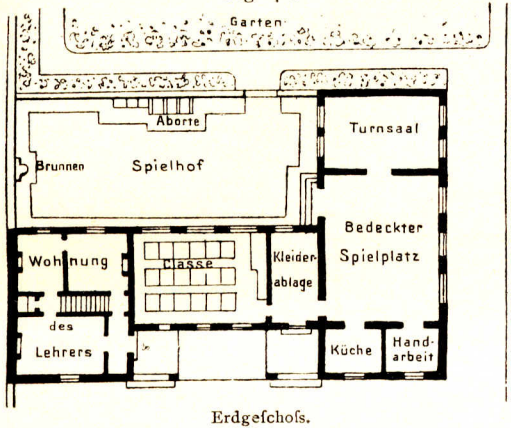 Garten
Aborte
Turnsaal
Brunnen
Spielhof
Bedeckter
Spielplatz
Wohnung
Classe
Kleider-
ablage
des
Lehrers
Küche
Hand-
arbeit
Erdgeſchoſs.